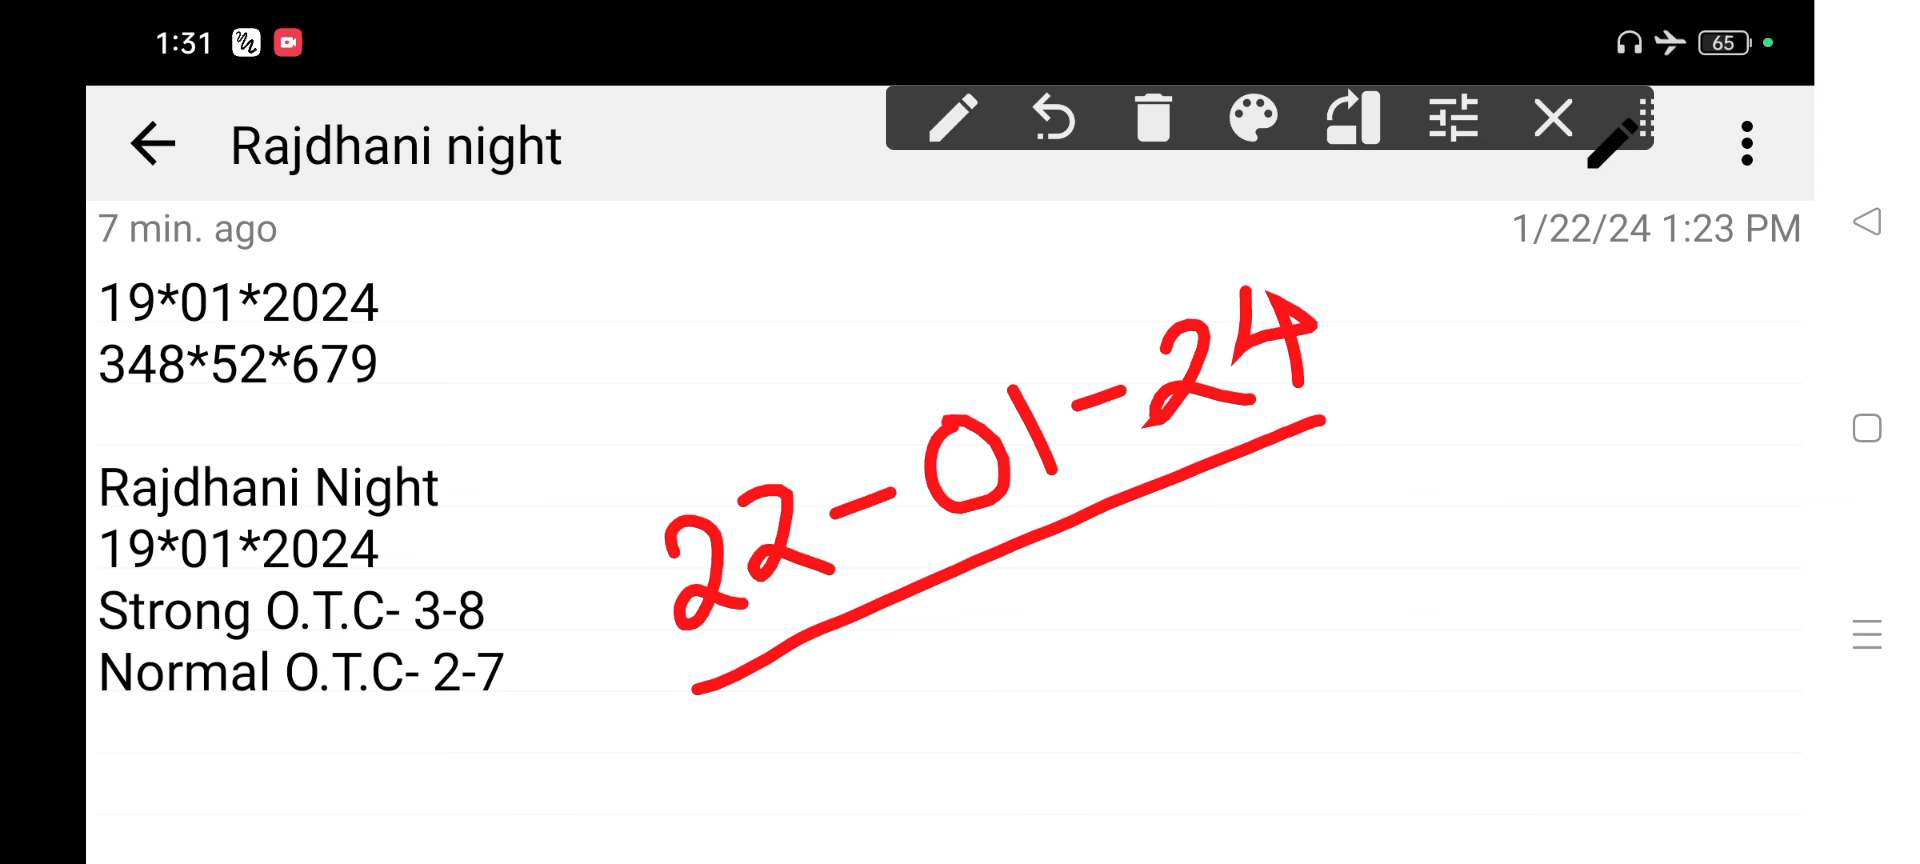 1:31
65
Rajdhani night
7 min. ago
1/22/24 1:23 PM
19*01*2024
348*52*679
22-01-24
Rajdhani Night
19*01*2024
Strong O.T.C- 3-8
Normal O.T.C- 2-7